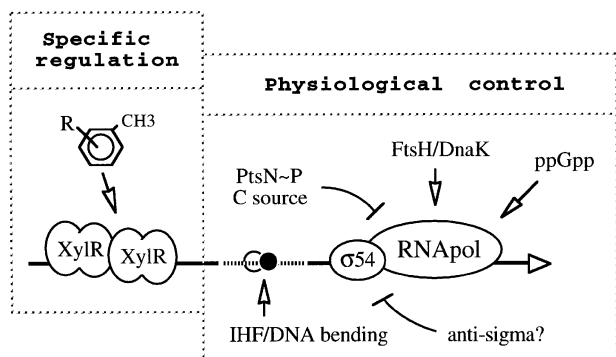 Specific
regulation
Physiological control
R
CH3
PtsN~P
C source
FtsH/DnaK
ppGpp
XylR
XylR
σ54
RNApol
IHF/DNA bending
anti-sigma?